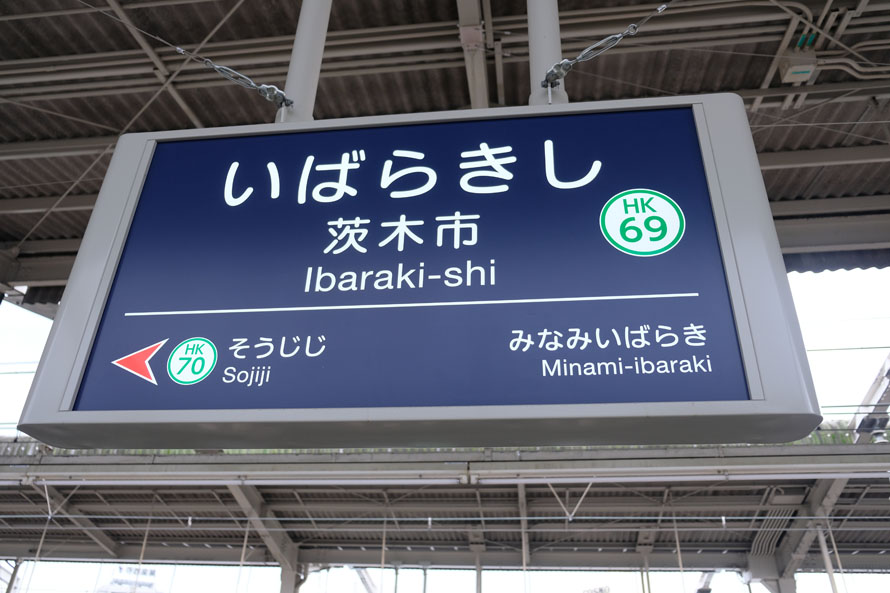 いばらきし
茨木市
Ibaraki-shi
HK
69
HK
70
そうじじ
Sojiji
みなみいばらき
Minami-ibaraki